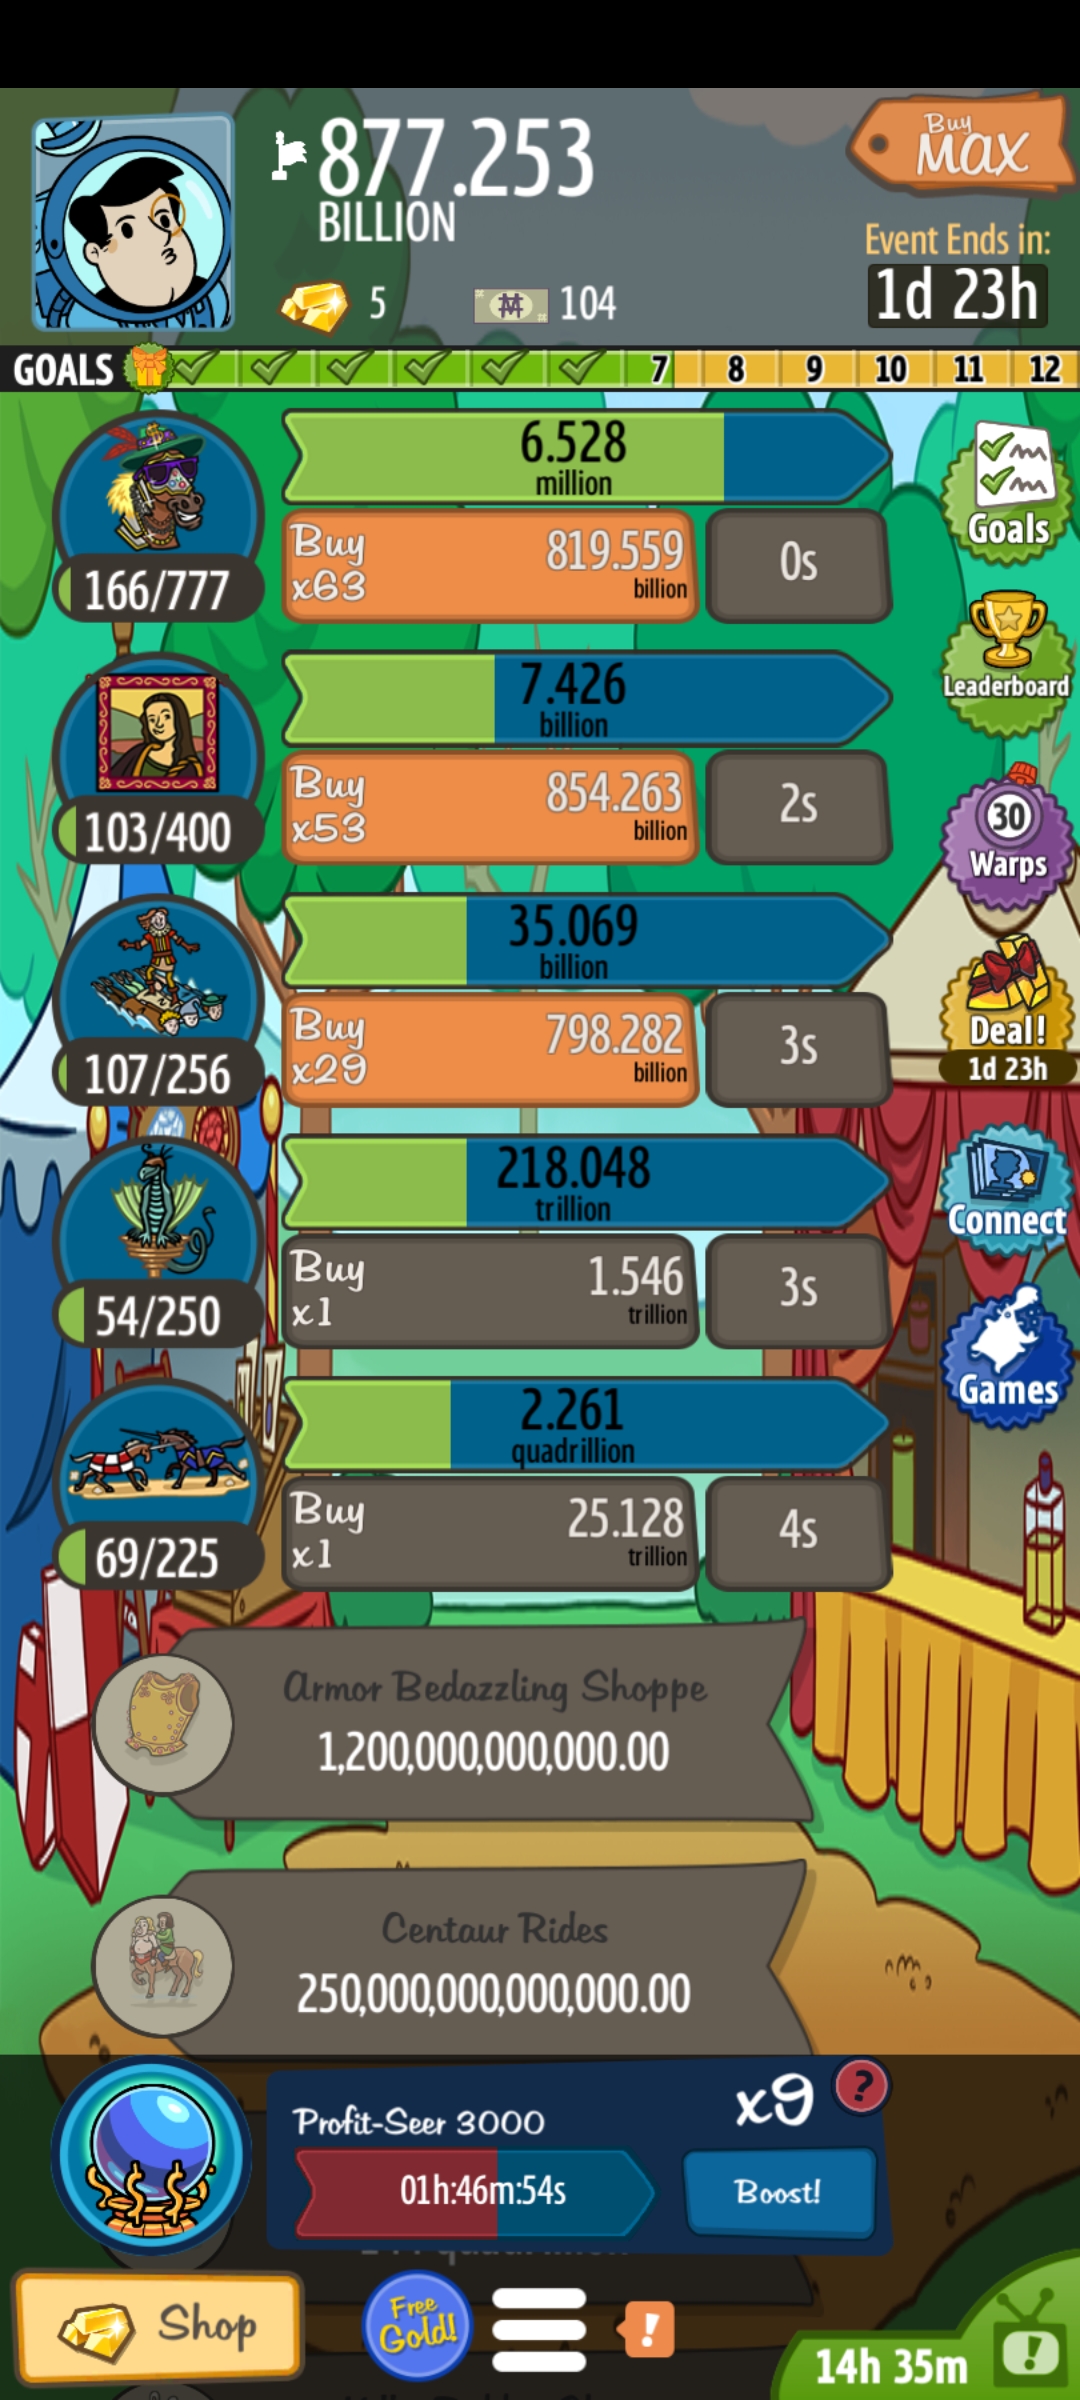 877.253
BILLION
Buy
MAX
Event Ends in:
1d 23h
5
104
GOALS
7 8 9 10 11 12
6.528
million
Buy
x63
819.559
billion
0s
166/777
Goals
7.426
billion
Buy
x53
854.263
billion
2s
103/400
Leaderboard
30
Warps
35.069
billion
Buy
x29
798.282
billion
3s
107/256
Deal!
1d 23h
218.048
trillion
Buy
x1
1.546
trillion
3s
54/250
Connect
2.261
quadrillion
Buy
x1
25.128
trillion
4s
69/225
Games
Armor Bedazzling Shoppe
1,200,000,000,000.00
Centaur Rides
250,000,000,000,000.00
Profit-Seer 3000
x9
?
01h:46m:54s
Boost!
Shop
Free
Gold!
!
14h 35m
!